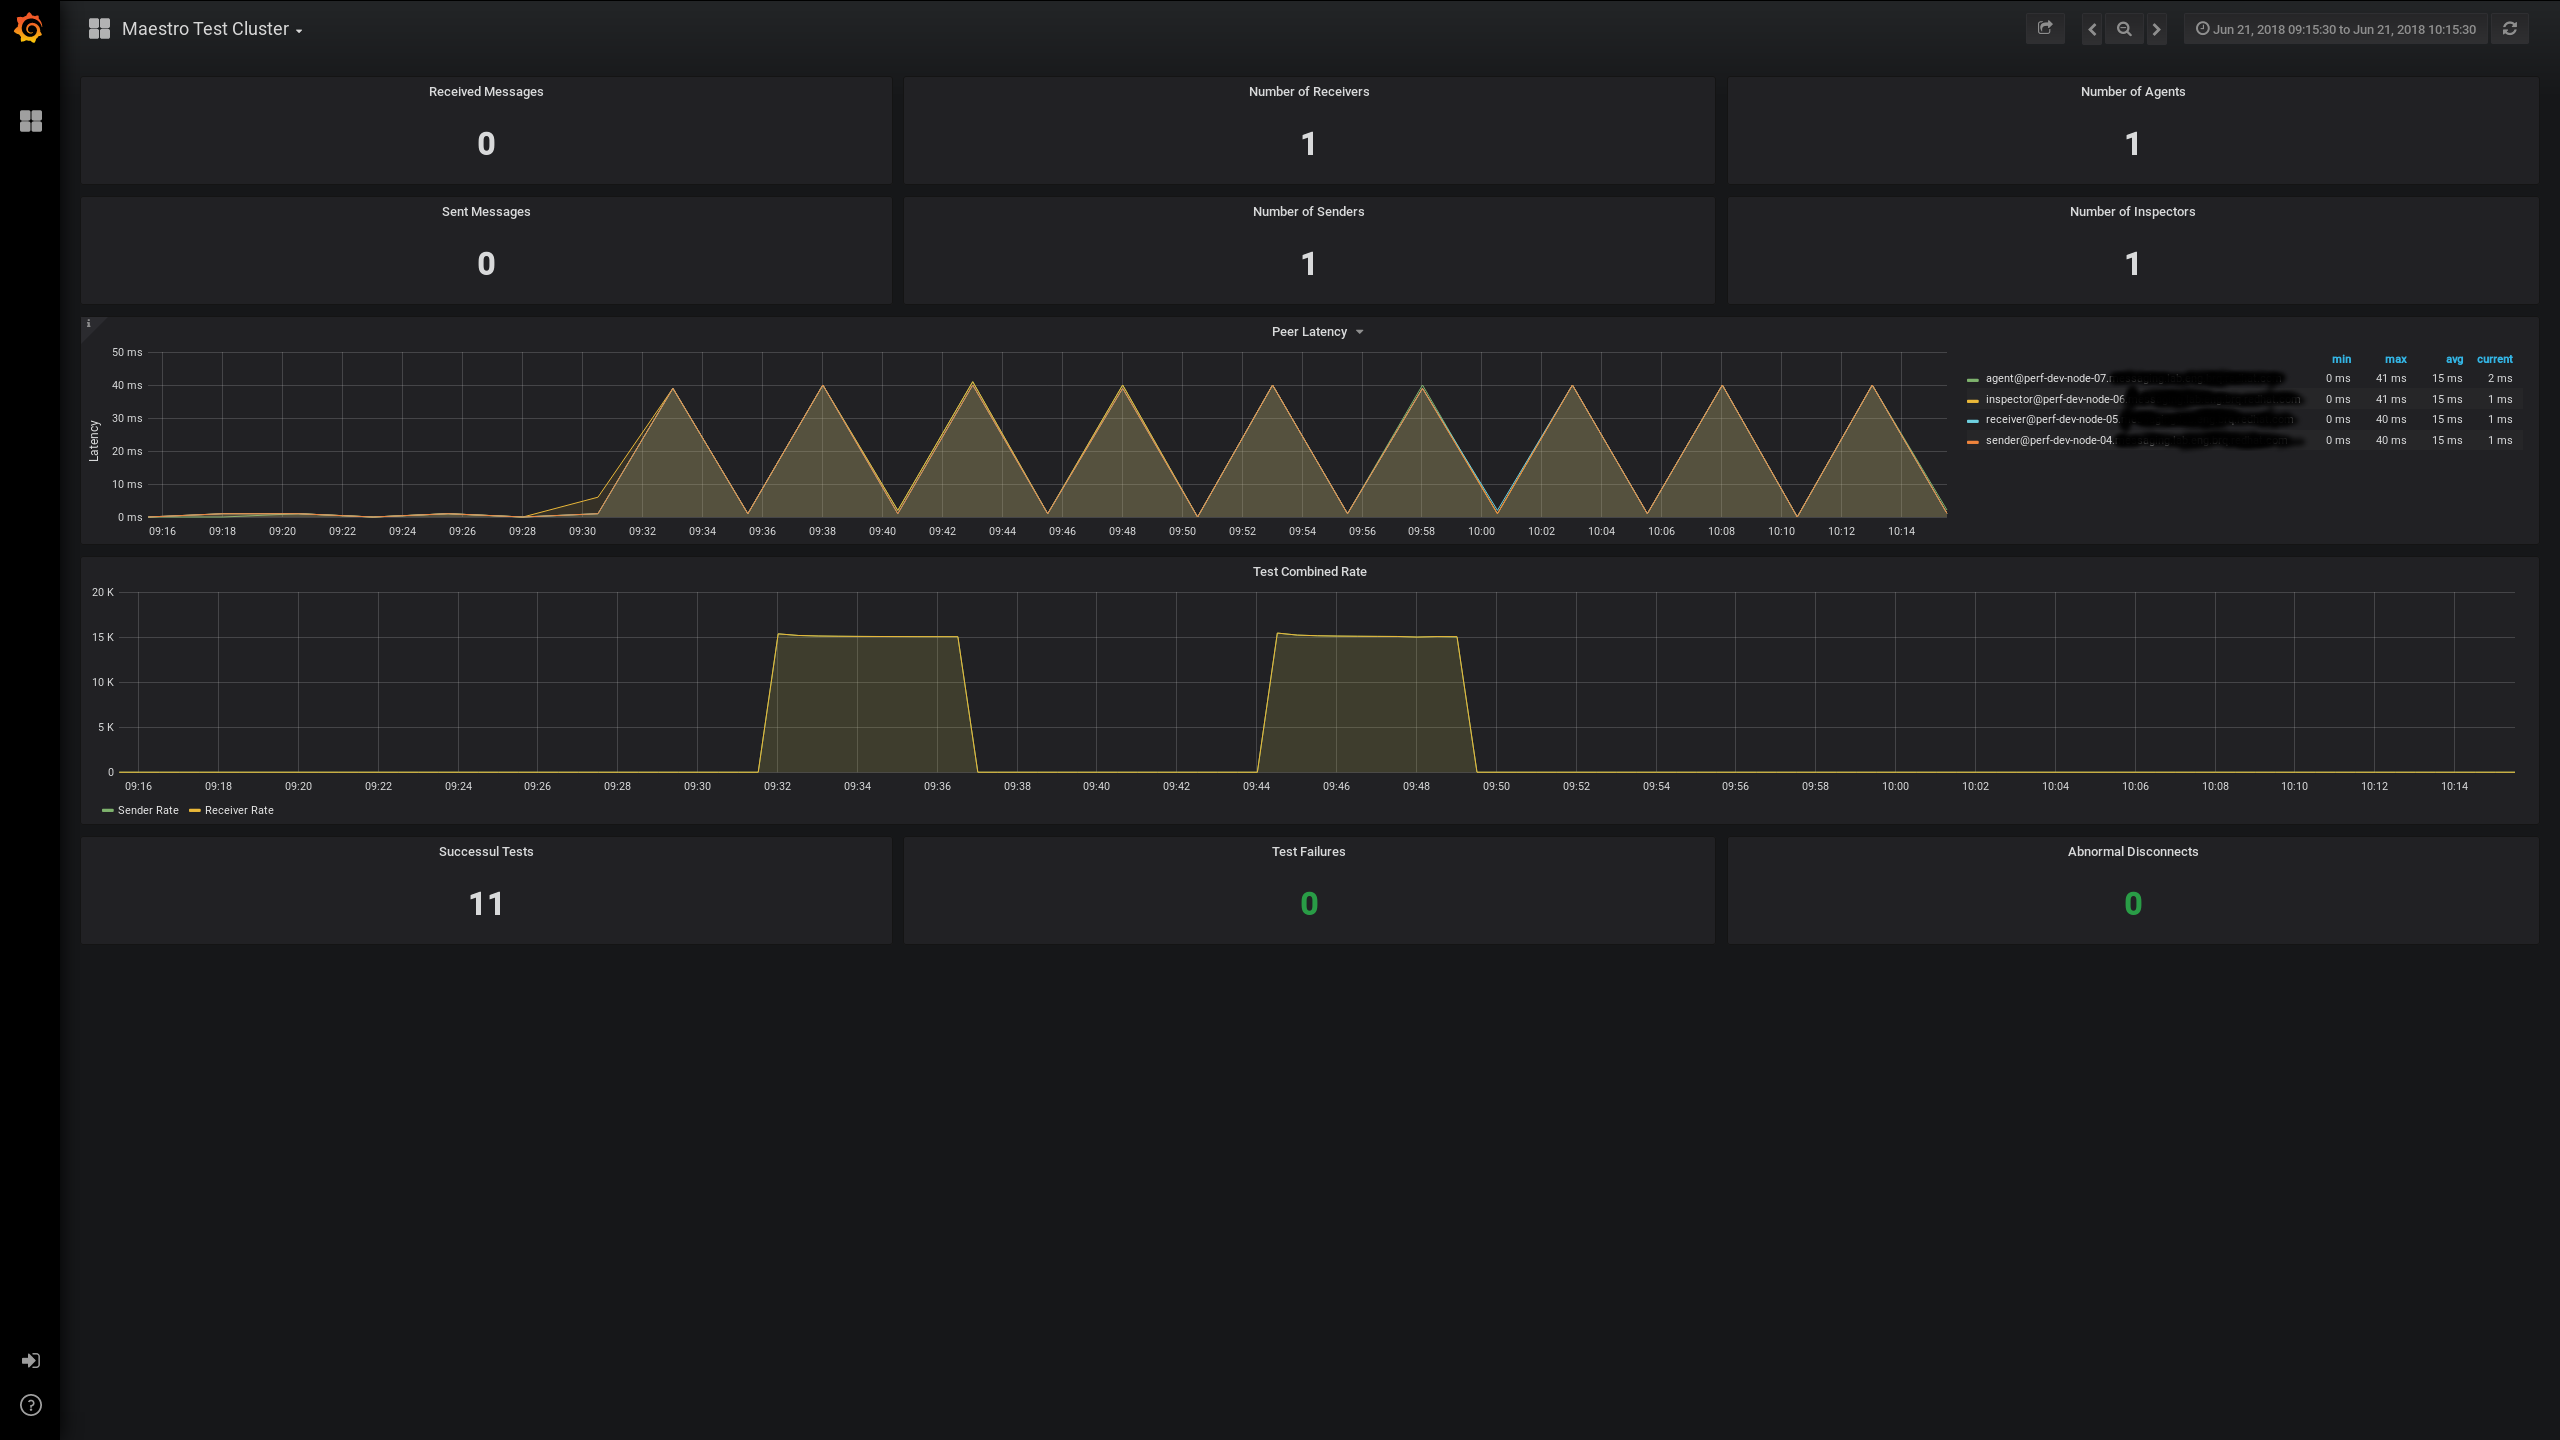 Maestro Test Cluster
Jun 21, 2018 09:15:30 to Jun 21, 2018 10:15:30
Received Messages
0
Number of Receivers
1
Number of Agents
1
Sent Messages
0
Number of Senders
1
Number of Inspectors
1
i
Peer Latency
Latency
50 ms
40 ms
30 ms
20 ms
10 ms
0 ms
09:16 09:18 09:20 09:22 09:24 09:26 09:28 09:30 09:32 09:34 09:36 09:38 09:40 09:42 09:44 09:46 09:48 09:50 09:52 09:54 09:56 09:58 10:00 10:02 10:04 10:06 10:08 10:10 10:12 10:14
min max avg current
agent@perf-dev-node-07. 0 ms 41 ms 15 ms 2 ms
inspector@perf-dev-node-06 0 ms 41 ms 15 ms 1 ms
receiver@perf-dev-node-05. 0 ms 40 ms 15 ms 1 ms
sender@perf-dev-node-04. 0 ms 40 ms 15 ms 1 ms
Test Combined Rate
20 K
15 K
10 K
5 K
0
09:16 09:18 09:20 09:22 09:24 09:26 09:28 09:30 09:32 09:34 09:36 09:38 09:40 09:42 09:44 09:46 09:48 09:50 09:52 09:54 09:56 09:58 10:00 10:02 10:04 10:06 10:08 10:10 10:12 10:14
Sender Rate Receiver Rate
Successul Tests
11
Test Failures
0
Abnormal Disconnects
0
?